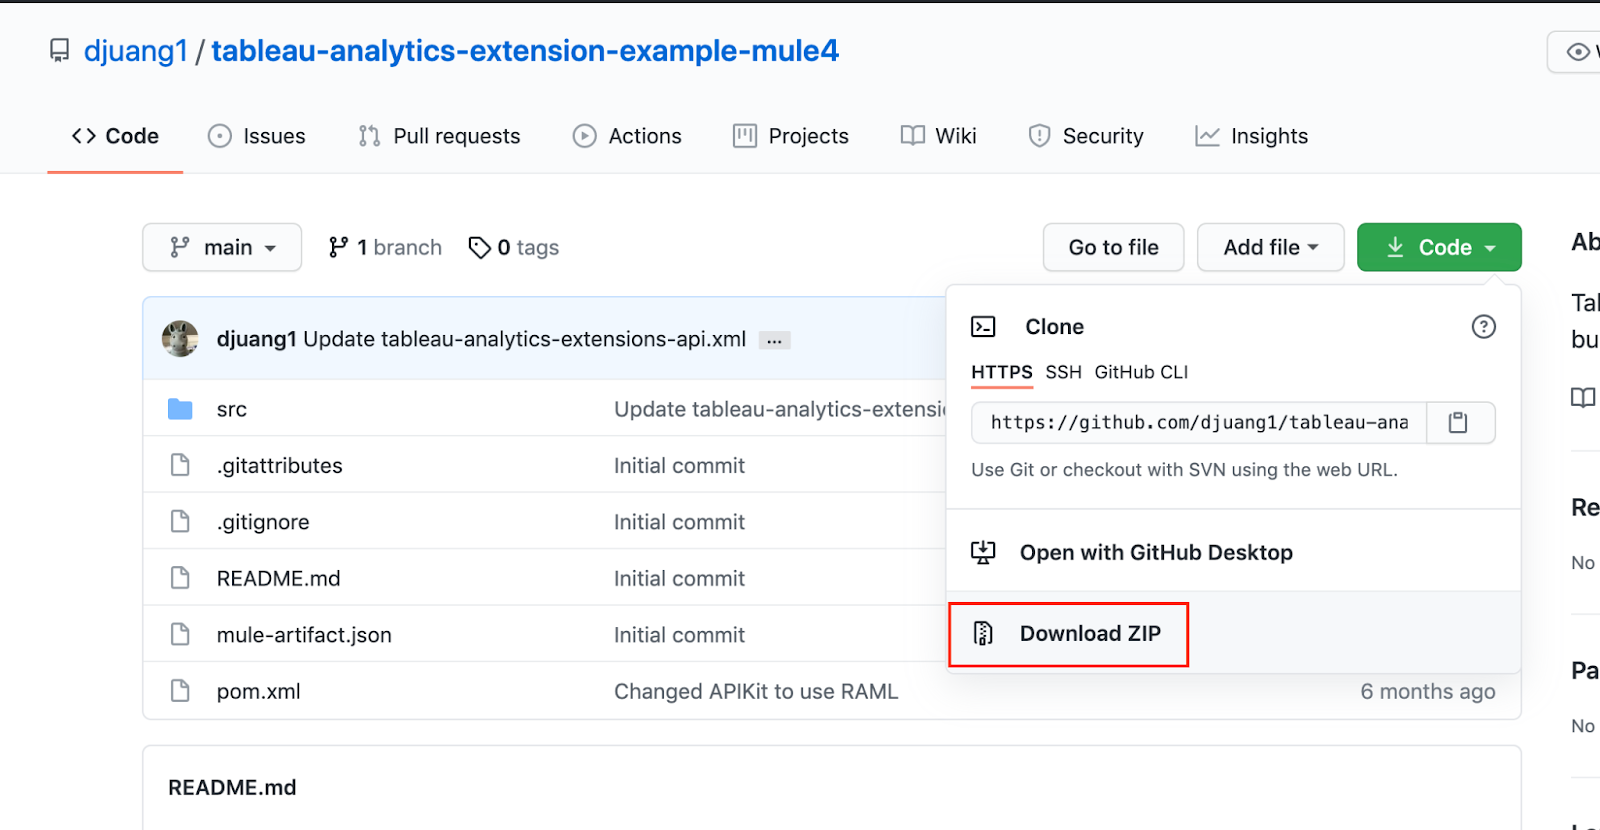 djuang1 / tableau-analytics-extension-example-mule4
Code Issues Pull requests Actions Projects Wiki Security Insights
main 1 branch 0 tags Go to file Add file Code
djuang1 Update tableau-analytics-extensions-api.xml ...
src Update tableau-analytics-extensi
.gitattributes Initial commit
.gitignore Initial commit
README.md Initial commit
mule-artifact.json Initial commit
pom.xml Changed APIKit to use RAML 6 months ago
README.md
Clone
HTTPS SSH GitHub CLI
https://github.com/djuang1/tableau-ana
Use Git or checkout with SVN using the web URL.
Open with GitHub Desktop
Download ZIP
Ab
Tal
bu
Re
No
Pa
No